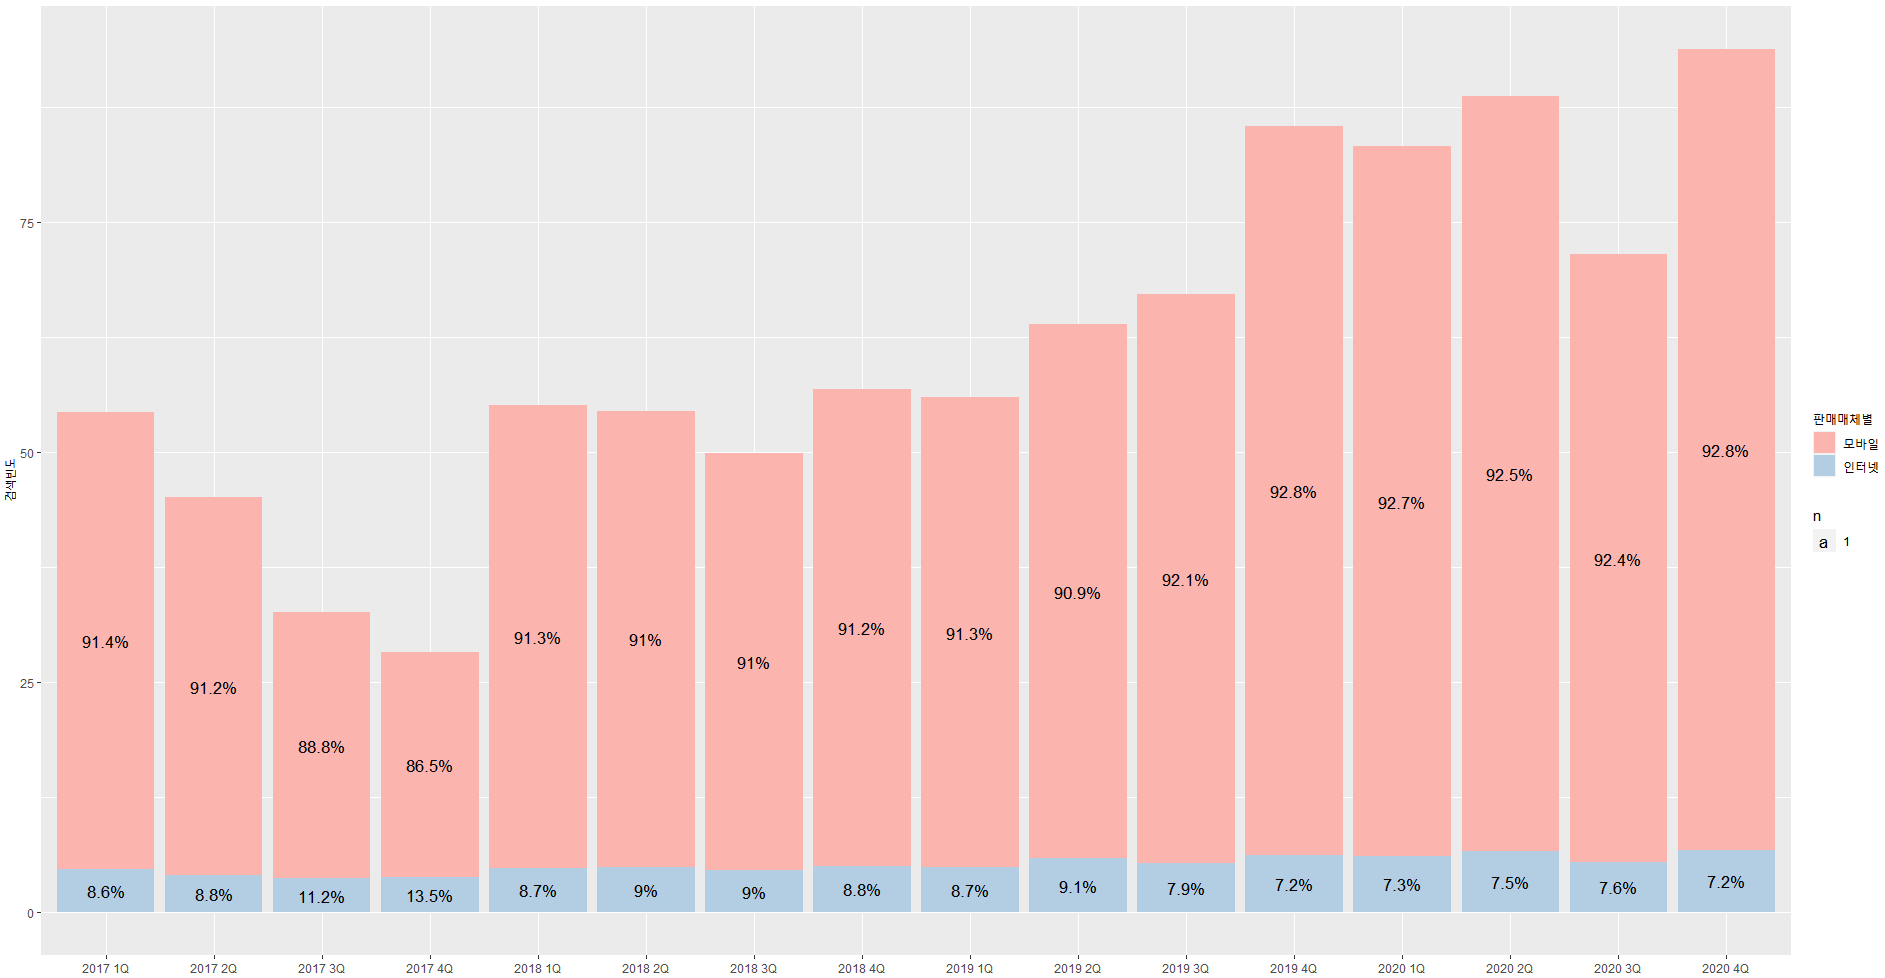 검색빈도
75
50
25
0
91.4%
91.2%
88.8%
86.5%
91.3%
91%
91%
91.2%
91.3%
90.9%
92.1%
92.8%
92.7%
92.5%
92.4%
92.8%
8.6%
8.8%
11.2%
13.5%
8.7%
9%
9%
8.8%
8.7%
9.1%
7.9%
7.2%
7.3%
7.5%
7.6%
7.2%
2017 1Q
2017 2Q
2017 3Q
2017 4Q
2018 1Q
2018 2Q
2018 3Q
2018 4Q
2019 1Q
2019 2Q
2019 3Q
2019 4Q
2020 1Q
2020 2Q
2020 3Q
2020 4Q
판매매체별
모바일
인터넷
n
a 1